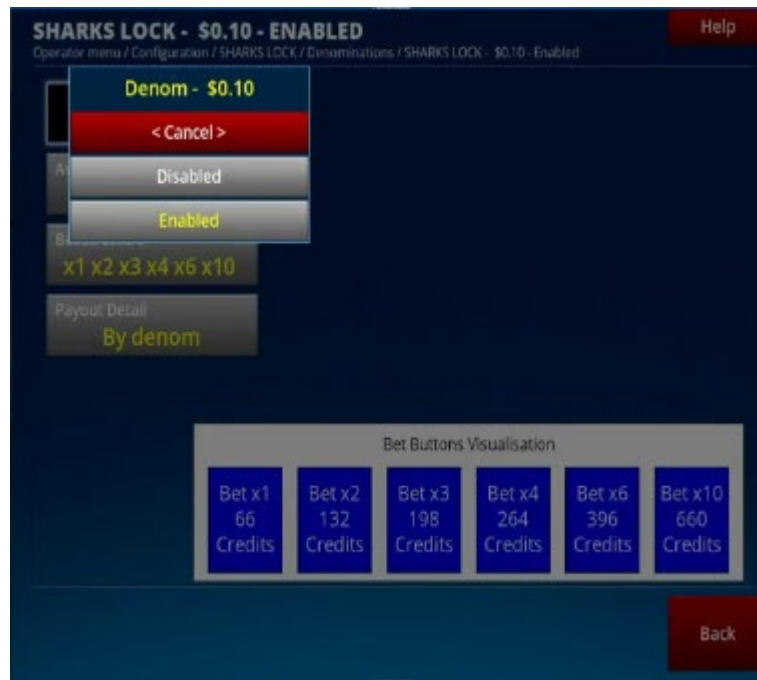 SHARKS LOCK - $0.10 - ENABLED
Help
Operator menu / Configuration / SHARKS LOCK / Denominations / SHARKS LOCK - $0.10 - Enabled
Denom - $0.10
< Cancel >
Disabled
Enabled
x1 x2 x3 x4 x6 x10
Payout Detail
By denom
Bet Buttons Visualisation
Bet x1
66
Credits
Bet x2
132
Credits
Bet x3
198
Credits
Bet x4
264
Credits
Bet x6
396
Credits
Bet x10
660
Credits
Back